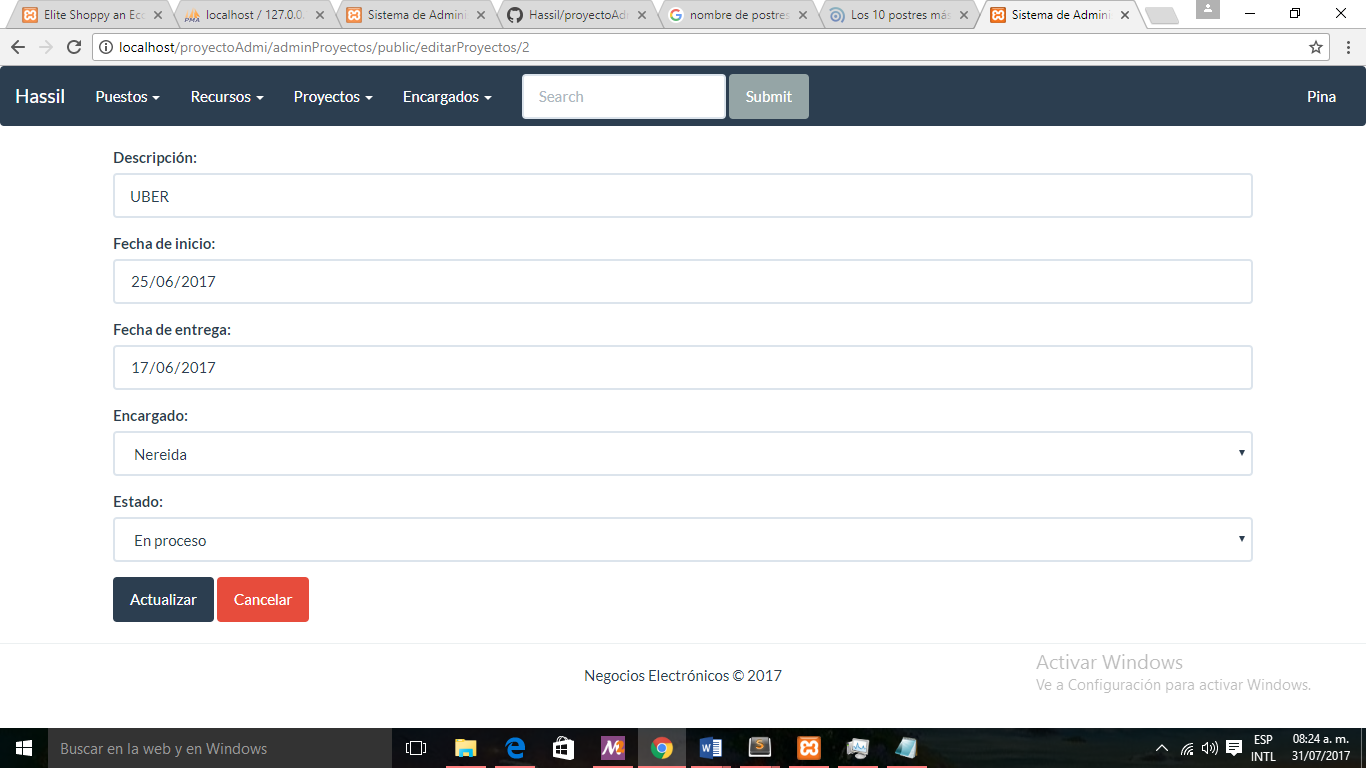 Elite Shoppy an Eco
localhost / 127.0.0.
Sistema de Admini
Hassil/proyectoAdm
nombre de postres
Los 10 postres más
Sistema de Admini
localhost/proyectoAdmi/adminProyectos/public/editarProyectos/2
Hassil
Puestos
Recursos
Proyectos
Encargados
Search
Submit
Pina
Descripción:
UBER
Fecha de inicio:
25/06/2017
Fecha de entrega:
17/06/2017
Encargado:
Nereida
Estado:
En proceso
Actualizar
Cancelar
Negocios Electrónicos © 2017
Activar Windows
Ve a Configuración para activar Windows.
Buscar en la web y en Windows
ESP
INTL
08:24 a. m.
31/07/2017